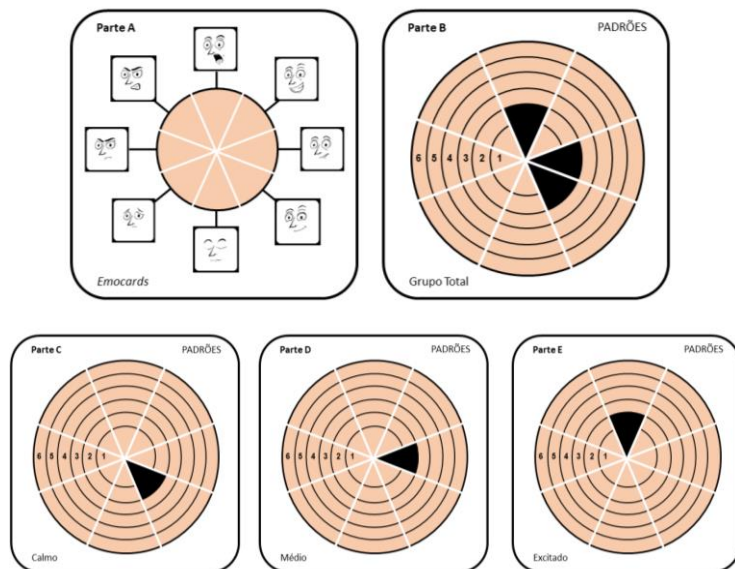 Parte A
Emocards
Parte B PADRÕES
6 5 4 3 2 1
Grupo Total
Parte C PADRÕES
6 5 4 3 2 1
Calmo
Parte D PADRÕES
6 5 4 3 2 1
Médio
Parte E PADRÕES
6 5 4 3 2 1
Excitado